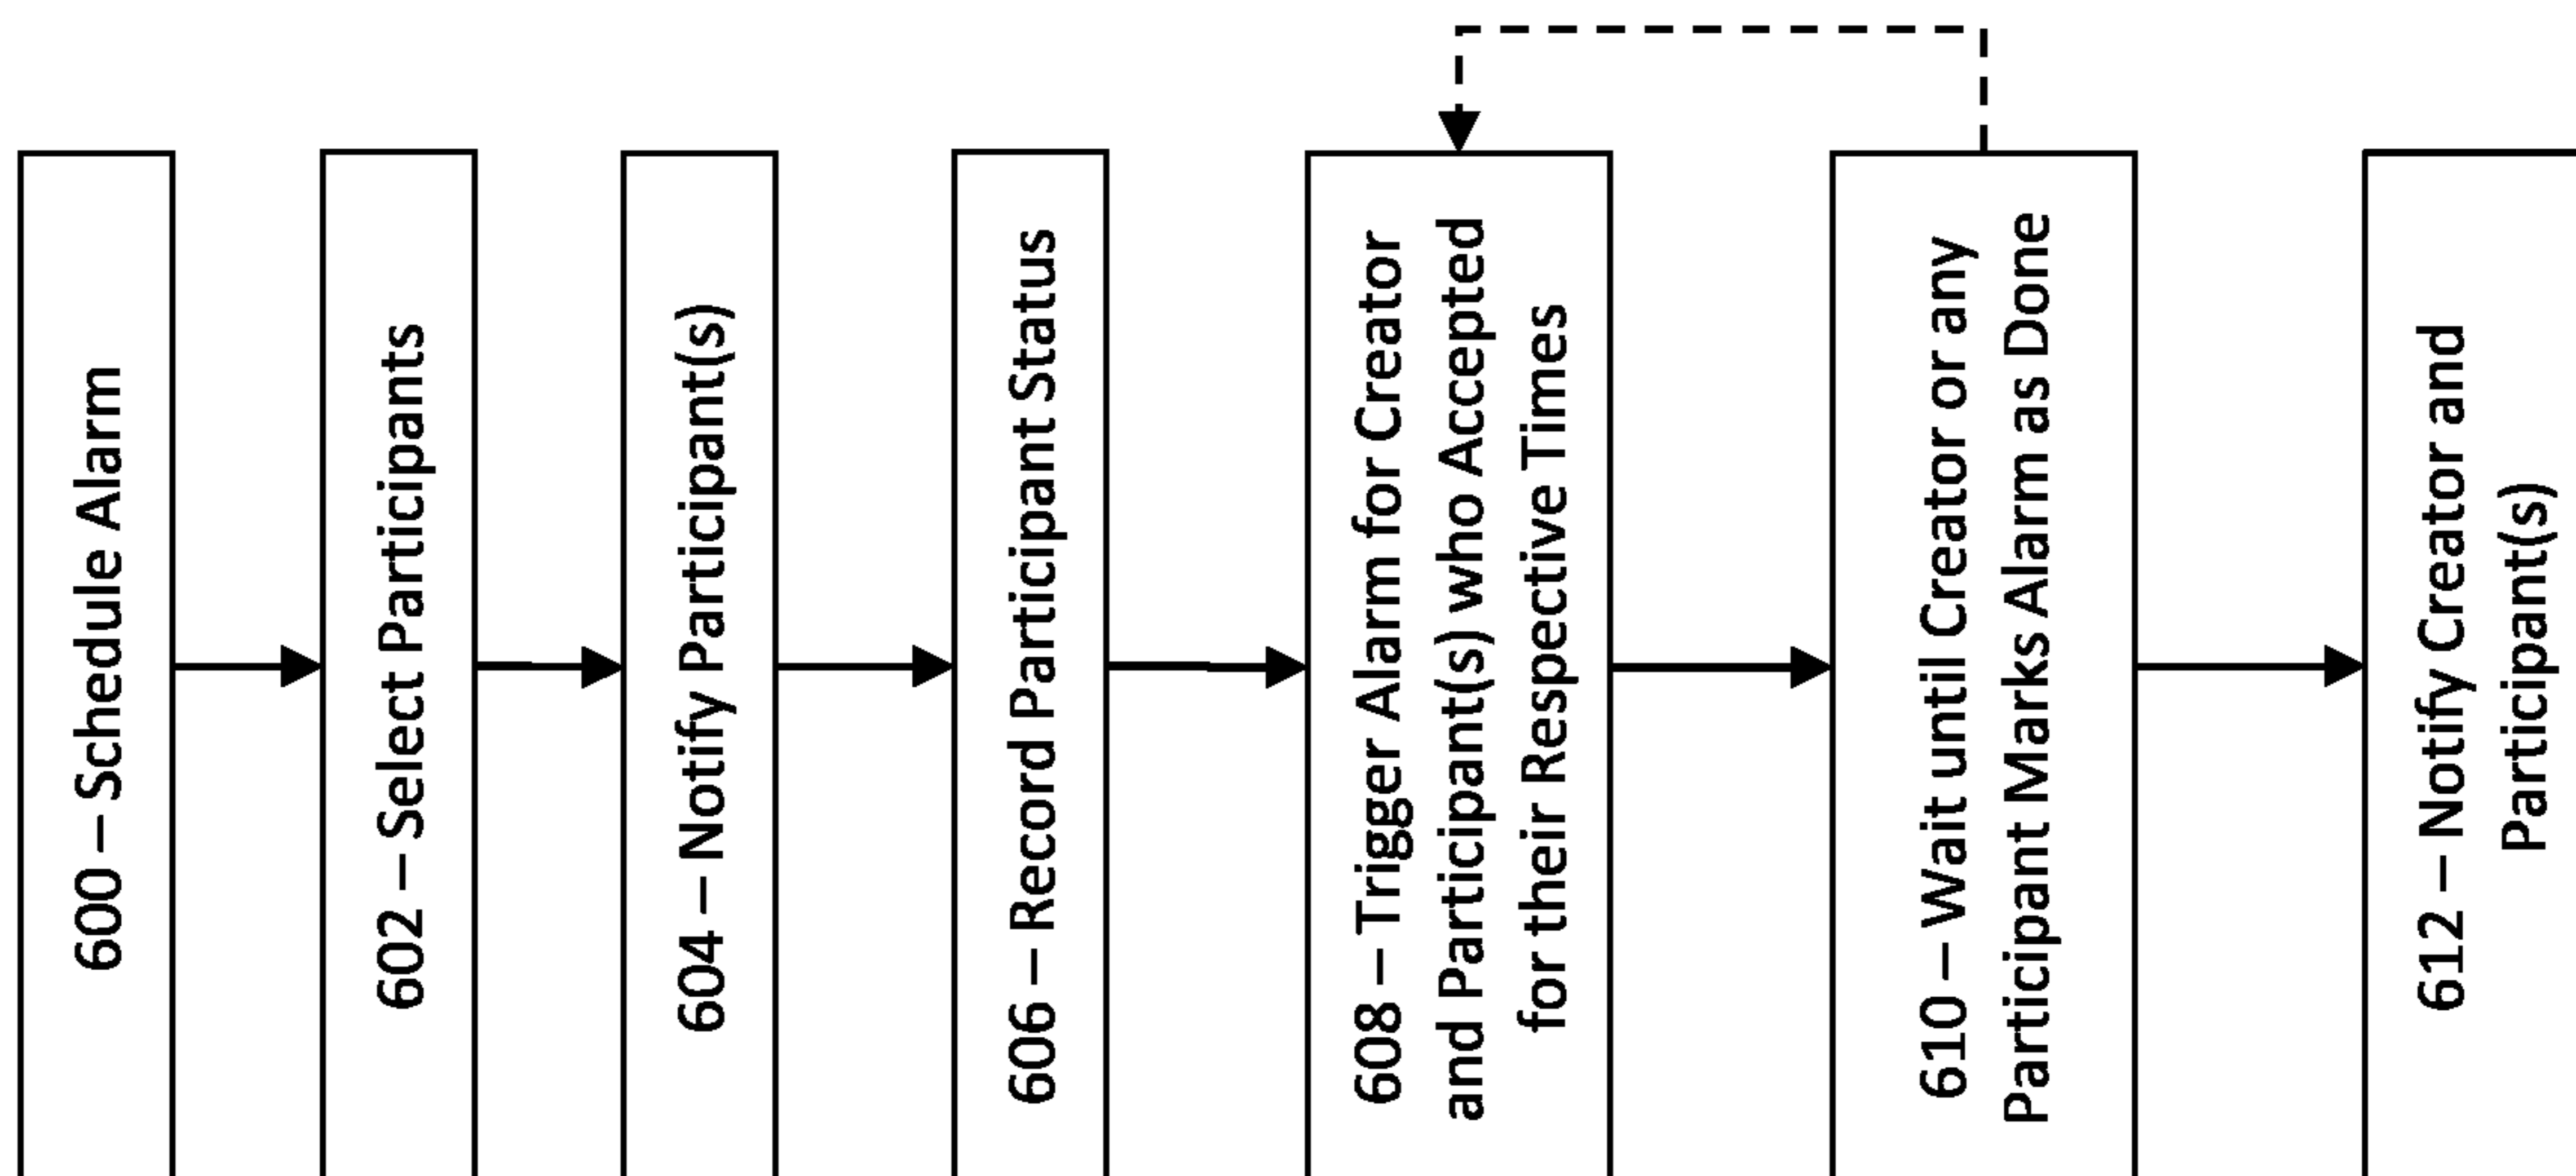 600 – Schedule Alarm
602 – Select Participants
604 – Notify Participant(s)
606 – Record Participant Status
608 – Trigger Alarm for Creator
and Participant(s) who Accepted
for their Respective Times
610 – Wait until Creator or any
Participant Marks Alarm as Done
612 – Notify Creator and
Participant(s)